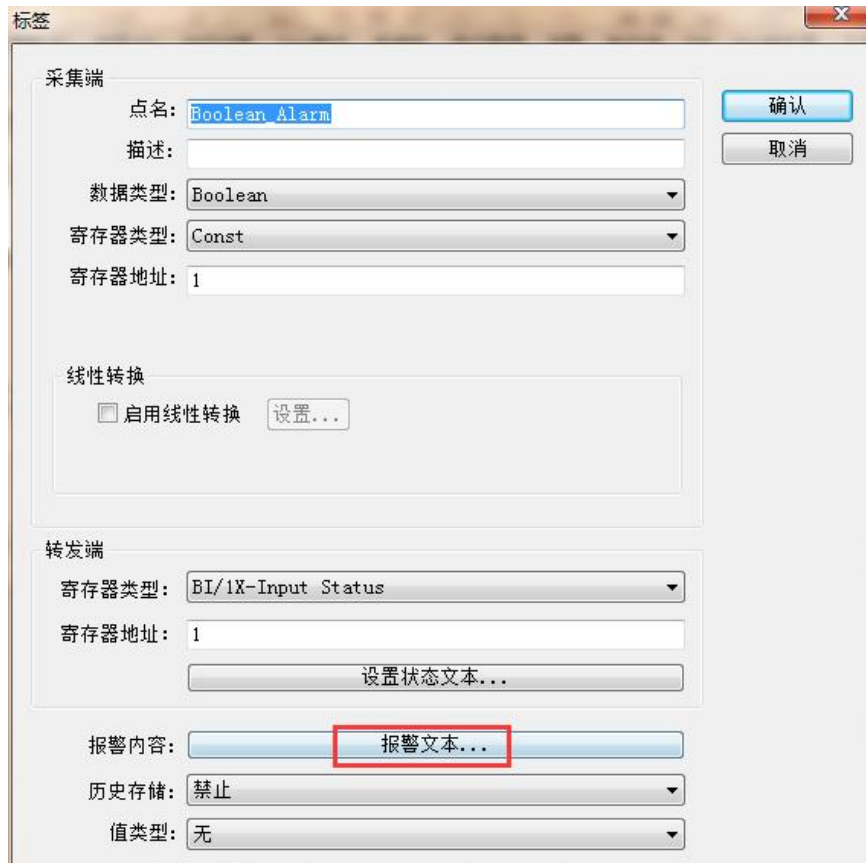 标签
采集端
点名: Boolean_Alarm
确认
描述:
取消
数据类型: Boolean
寄存器类型: Const
寄存器地址: 1
线性转换
启用线性转换 设置...
转发端
寄存器类型: BI/1X-Input Status
寄存器地址: 1
设置状态文本...
报警内容: 报警文本...
历史存储: 禁止
值类型: 无